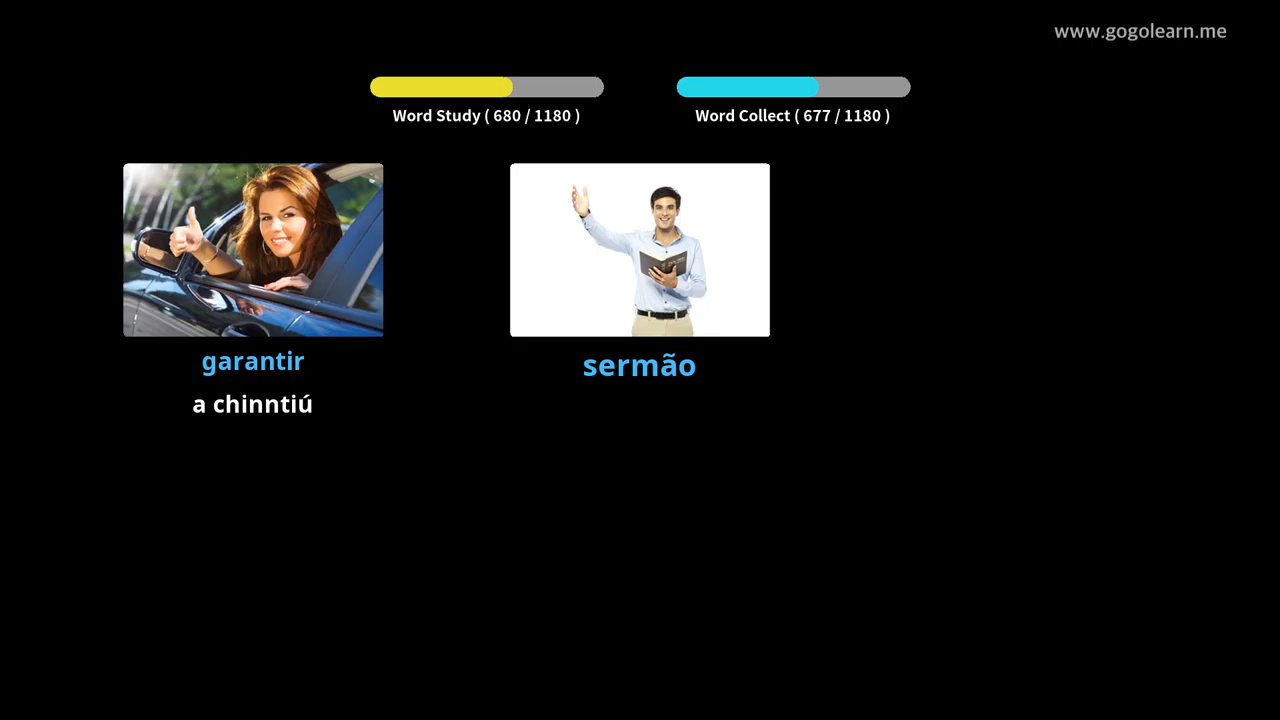 www.gogolearn.me
Word Study ( 680 / 1180 )
Word Collect ( 677 / 1180 )
garantir
sermão
a chinntiú